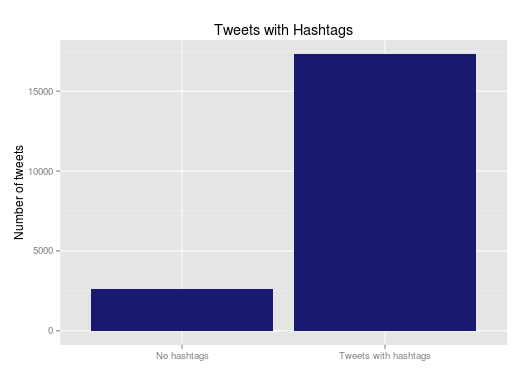 Tweets with Hashtags
Number of tweets
15000
10000
5000
0
No hashtags
Tweets with hashtags